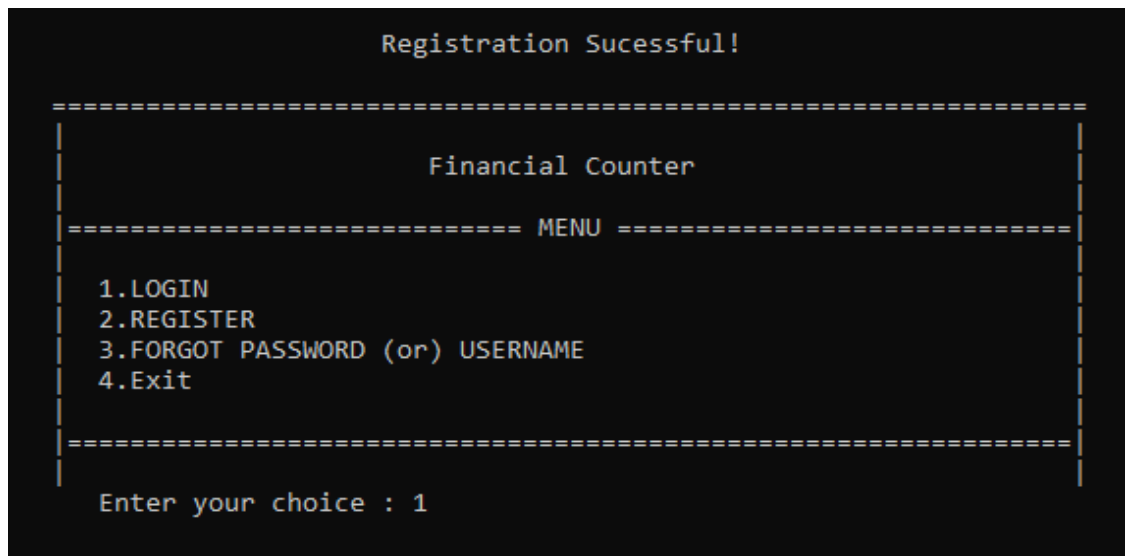 Registration Sucessful!
==================================================================
| |
| Financial Counter |
| |
|============================= MENU =============================|
| |
| 1.LOGIN |
| 2.REGISTER |
| 3.FORGOT PASSWORD (or) USERNAME |
| 4.Exit |
| |
|================================================================|
| |
Enter your choice : 1